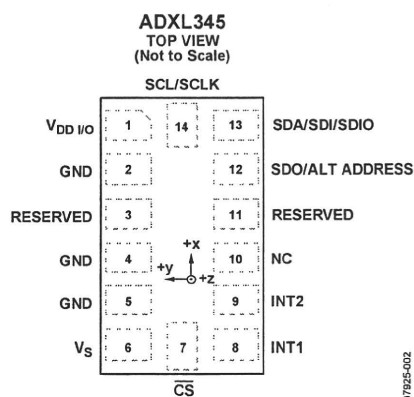 ADXL345
TOP VIEW
(Not to Scale)
SCL/SCLK
VDD I/O 1 14 13 SDA/SDI/SDIO
GND 2 12 SDO/ALT ADDRESS
RESERVED 3 11 RESERVED
GND 4 +x 10 NC
+y +z
GND 5 9 INT2
VS 6 7 8 INT1
CS
07925-002